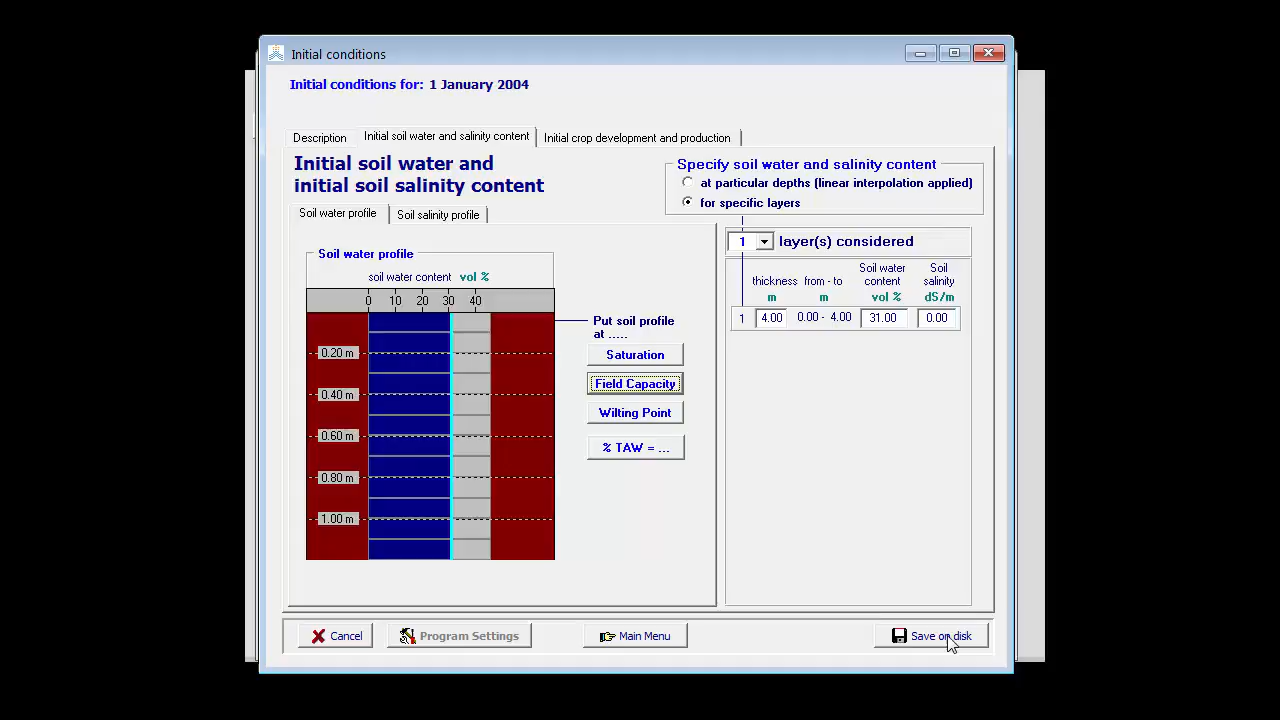 Initial conditions
Initial conditions for: 1 January 2004
Description
Initial soil water and salinity content
Initial crop development and production
Initial soil water and
initial soil salinity content
Specify soil water and salinity content
at particular depths (linear interpolation applied)
for specific layers
Soil water profile
Soil salinity profile
1 layer(s) considered
Soil water profile
soil water content vol %
0 10 20 30 40
0.20 m
0.40 m
0.60 m
0.80 m
1.00 m
Put soil profile
at .....
Saturation
Field Capacity
Wilting Point
% TAW = ...
thickness from - to Soil water content Soil salinity
m m vol % dS/m
1 4.00 0.00 - 4.00 31.00 0.00
Cancel
Program Settings
Main Menu
Save on disk